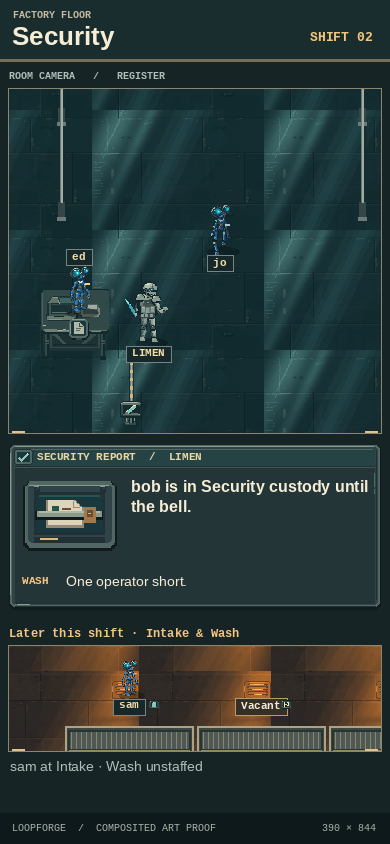 FACTORY FLOOR
Security
SHIFT 02
ROOM CAMERA / REGISTER
ed
jo
LIMEN
SECURITY REPORT / LIMEN
bob is in Security custody until
the bell.
WASH One operator short.
Later this shift · Intake & Wash
sam
Vacant
sam at Intake · Wash unstaffed
LOOPFORGE / COMPOSITED ART PROOF
390 × 844